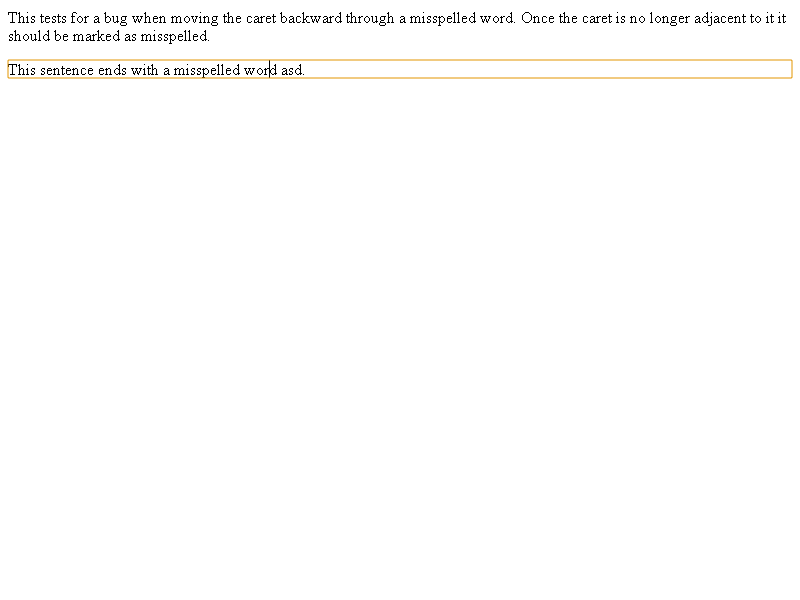 This tests for a bug when moving the caret backward through a misspelled word. Once the caret is no longer adjacent to it it
should be marked as misspelled.
This sentence ends with a misspelled word asd.